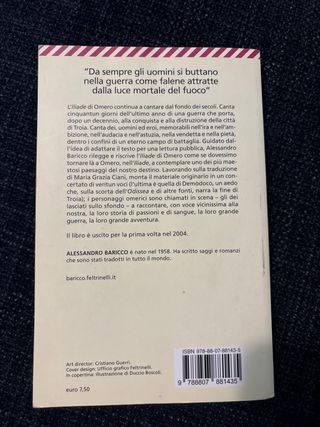 “Da sempre gli uomini si buttano
nella guerra come falene attratte
dalla luce mortale del fuoco”
L'Iliade di Omero continua a cantare dal fondo dei secoli. Canta
cinquantun giorni dell'ultimo anno di una guerra che porta,
dopo un decennio, alla conquista e alla distruzione della città
di Troia. Canta dei, uomini ed eroi, memorabili nell'ira e nell'am-
bizione, nell'audacia e nell'astuzia, nella vendetta e nella pietà,
dentro i confini di un eterno campo di battaglia. Guidato dal-
l'idea di adattare il testo per una lettura pubblica, Alessandro
Baricco rilegge e riscrive l'Iliade di Omero come se dovessimo
tornare là a Omero, nell'Iliade, a contemplare uno dei più ma-
estosi paesaggi del nostro destino. Lavorando sulla traduzione
di Maria Grazia Ciani, monta il materiale originario in un con-
certato di ventun voci (l'ultima è quella di Demòdoco, un aedo
che, sulla scorta dell'Odissea e di altre fonti, narra la fine di
Troia); i personaggi omerici sono chiamati in scena – gli dei
lasciati sullo sfondo – a raccontare, con voce vicinissima alla
nostra, la loro storia di passioni e di sangue, la loro grande
guerra, la loro grande avventura.
Il libro è uscito per la prima volta nel 2004.
ALESSANDRO BARICCO è nato nel 1958. Ha scritto saggi e romanzi
che sono stati tradotti in tutto il mondo.
baricco.feltrinelli.it
Art director: Cristiano Guerri.
Cover design: Ufficio grafico Feltrinelli.
In copertina: Illustrazione di Duccio Boscoli.
euro 7,50
ISBN 978-88-07-88143-5
9 788807 881435